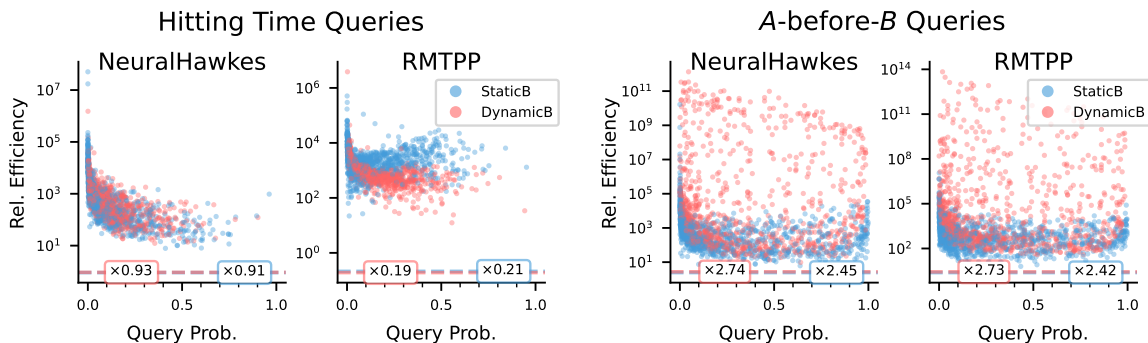 Hitting Time Queries
A-before-B Queries
NeuralHawkes
RMTPP
NeuralHawkes
RMTPP
StaticB
DynamicB
StaticB
DynamicB
Rel. Efficiency
10^7
10^5
10^3
10^1
10^6
10^4
10^2
10^0
Rel. Efficiency
10^11
10^9
10^7
10^5
10^3
10^1
10^14
10^11
10^8
10^5
10^2
×0.93
×0.91
×0.19
×0.21
×2.74
×2.45
×2.73
×2.42
0.0 0.5 1.0
0.0 0.5 1.0
0.0 0.5 1.0
0.0 0.5 1.0
Query Prob.
Query Prob.
Query Prob.
Query Prob.